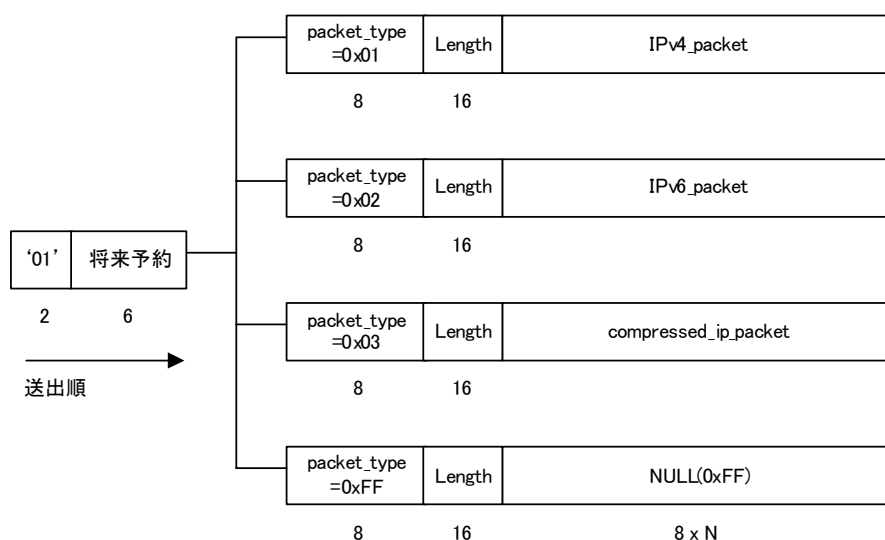 packet_type
=0x01
Length
IPv4_packet
8
16
packet_type
=0x02
Length
IPv6_packet
8
16
‘01’
将来予約
2
6
送出順
packet_type
=0x03
Length
compressed_ip_packet
8
16
packet_type
=0xFF
Length
NULL(0xFF)
8
16
8 x N